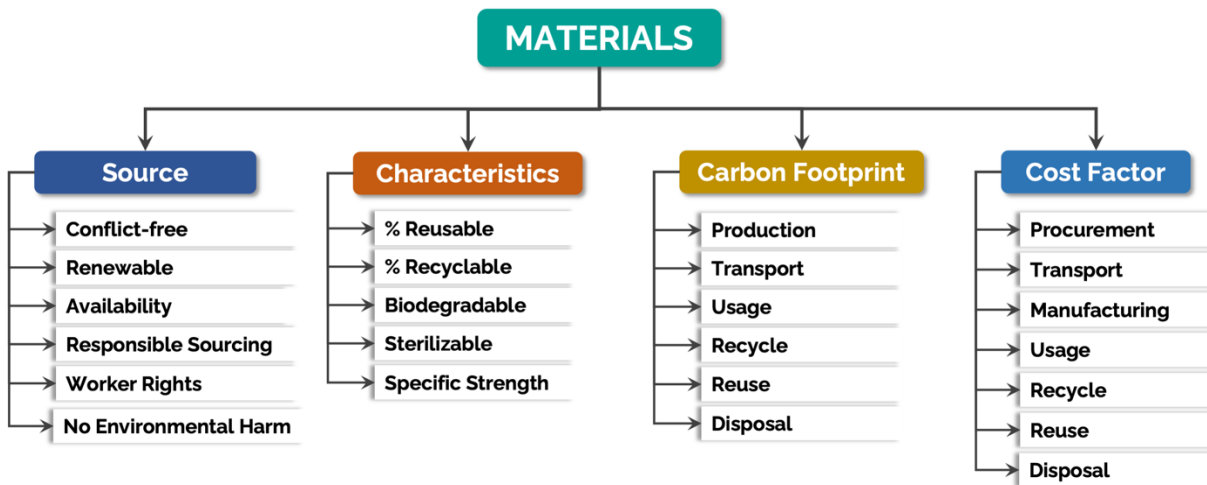 MATERIALS
Source
Conflict-free
Renewable
Availability
Responsible Sourcing
Worker Rights
No Environmental Harm
Characteristics
% Reusable
% Recyclable
Biodegradable
Sterilizable
Specific Strength
Carbon Footprint
Production
Transport
Usage
Recycle
Reuse
Disposal
Cost Factor
Procurement
Transport
Manufacturing
Usage
Recycle
Reuse
Disposal